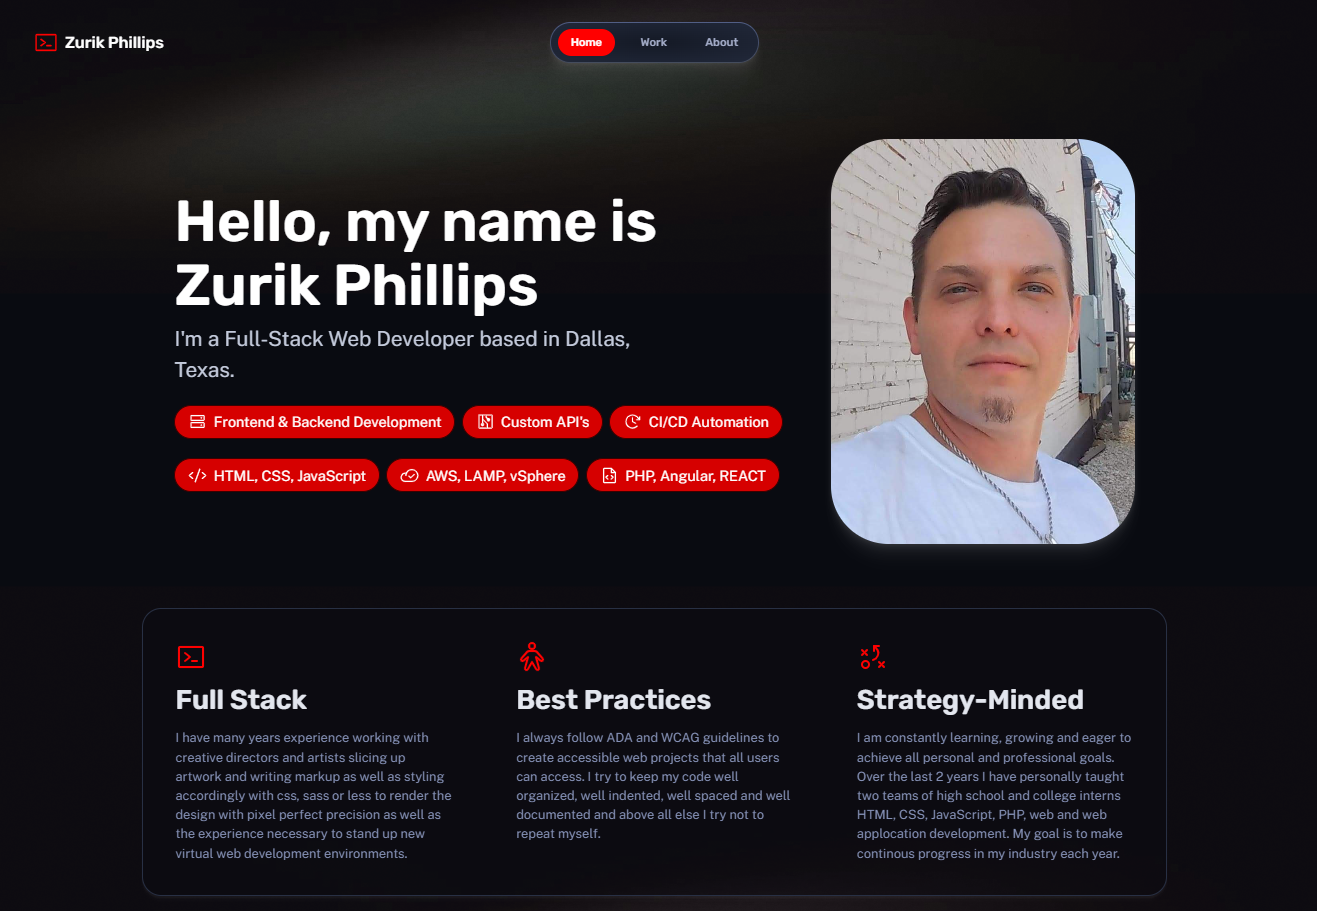 Zurik Phillips
Home
Work
About
Hello, my name is
Zurik Phillips
I'm a Full-Stack Web Developer based in Dallas,
Texas.
Frontend & Backend Development
Custom API's
CI/CD Automation
HTML, CSS, JavaScript
AWS, LAMP, vSphere
PHP, Angular, REACT
Full Stack
I have many years experience working with
creative directors and artists slicing up
artwork and writing markup as well as styling
accordingly with css, sass or less to render the
design with pixel perfect precision as well as
the experience necessary to stand up new
virtual web development environments.
Best Practices
I always follow ADA and WCAG guidelines to
create accessible web projects that all users
can access. I try to keep my code well
organized, well indented, well spaced and well
documented and above all else I try not to
repeat myself.
Strategy-Minded
I am constantly learning, growing and eager to
achieve all personal and professional goals.
Over the last 2 years I have personally taught
two teams of high school and college interns
HTML, CSS, JavaScript, PHP, web and web
applocation development. My goal is to make
continous progress in my industry each year.